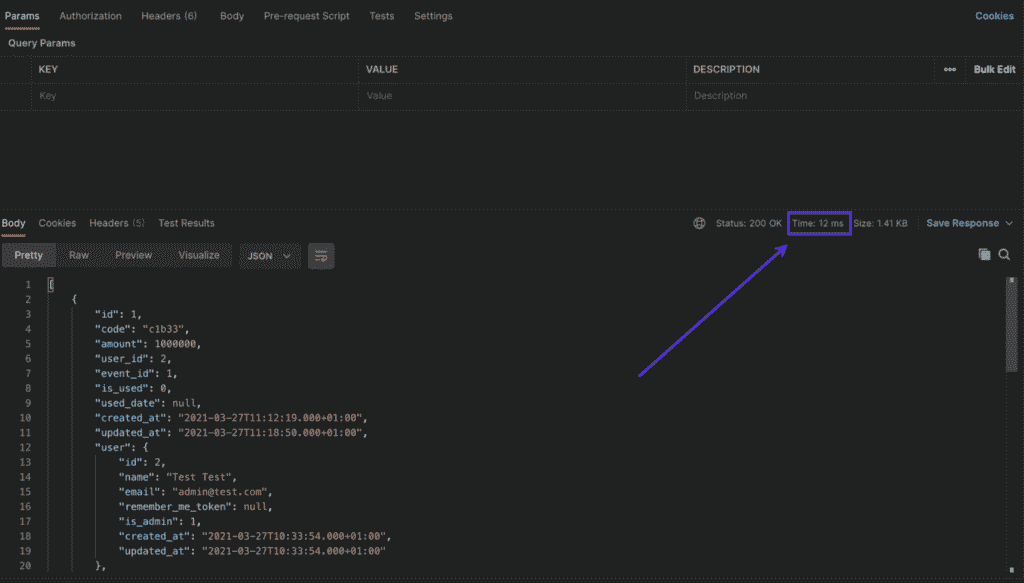 Params Authorization Headers (6) Body Pre-request Script Tests Settings Cookies
Query Params
KEY VALUE DESCRIPTION ooo Bulk Edit
Key Value Description
Body Cookies Headers (5) Test Results Status: 200 OK Time: 12 ms Size: 1.41 KB Save Response
Pretty Raw Preview Visualize JSON
1 [
2 {
3 "id": 1,
4 "code": "c1b33",
5 "amount": 1000000,
6 "user_id": 2,
7 "event_id": 1,
8 "is_used": 0,
9 "used_date": null,
10 "created_at": "2021-03-27T11:12:19.000+01:00",
11 "updated_at": "2021-03-27T11:18:50.000+01:00",
12 "user": {
13 "id": 2,
14 "name": "Test Test",
15 "email": "admin@test.com",
16 "remember_me_token": null,
17 "is_admin": 1,
18 "created_at": "2021-03-27T10:33:54.000+01:00",
19 "updated_at": "2021-03-27T10:33:54.000+01:00"
20 },